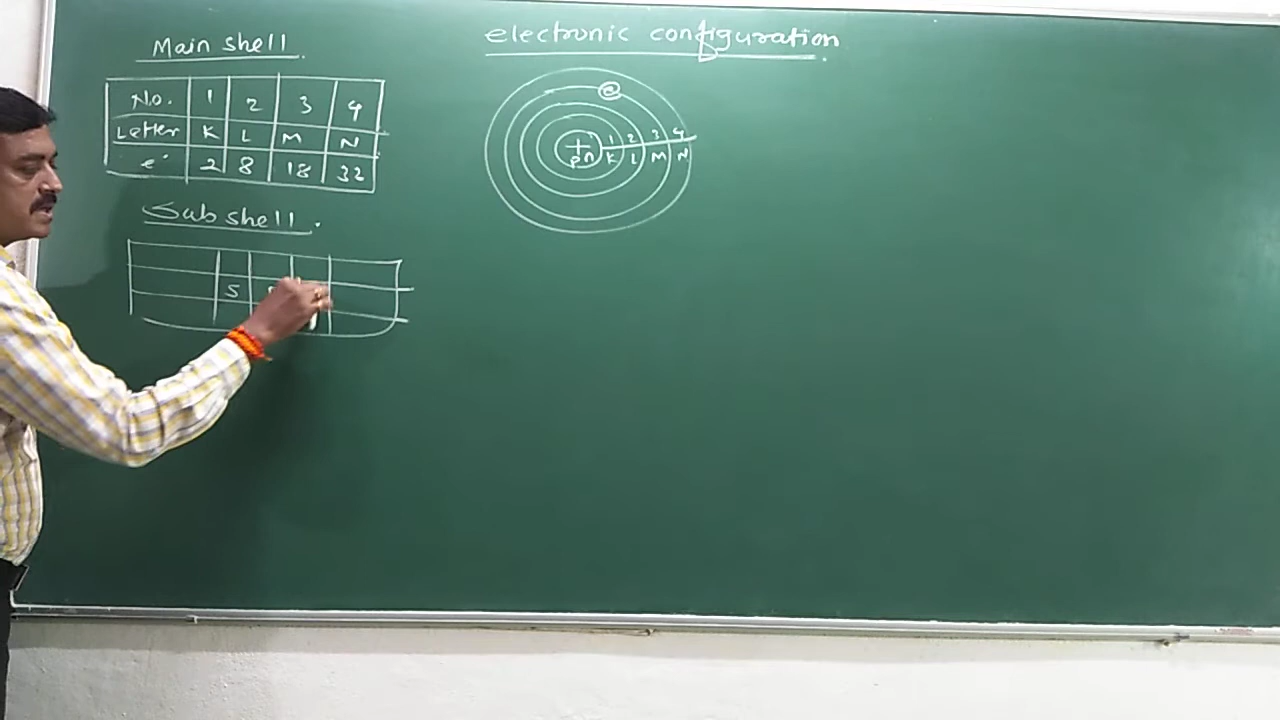 Main shell
No. 1 2 3 4
Letter K L M N
e⁻ 2 8 18 32
Sub shell.
S
electronic configuration
e
1 2 3 4
+
P n K L M N